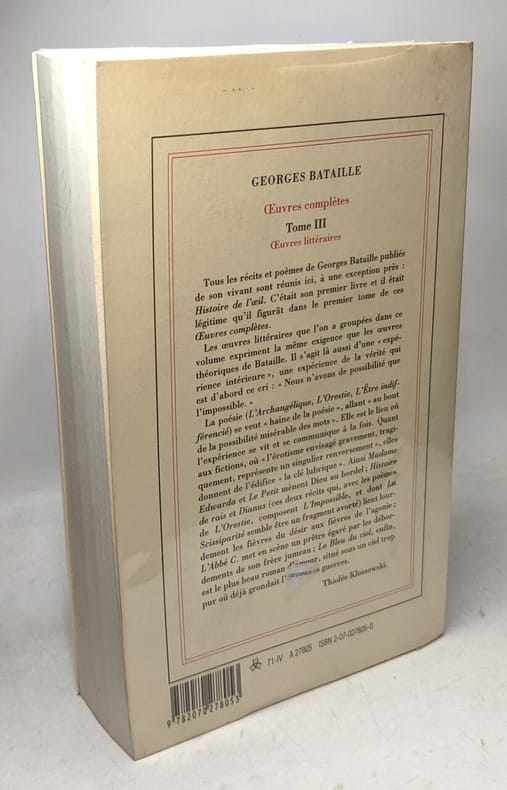 GEORGES BATAILLE
Œuvres complètes
Tome III
Œuvres littéraires
Tous les récits et poèmes de Georges Bataille publiés
de son vivant sont réunis ici, à une exception près :
Histoire de l'œil. C'était son premier livre et il était
légitime qu'il figurât dans le premier tome de ces
Œuvres complètes.
Les œuvres littéraires que l'on a groupées dans ce
volume expriment la même exigence que les œuvres
théoriques de Bataille. Il s'agit là aussi d'une « expé-
rience intérieure », une expérience de la vérité qui
est d'abord ce cri : « Nous n'avons de possibilité que
l'impossible. »
La poésie (L'Archangélique, L'Orestie, L'Être indif-
férencié) se veut « haine de la poésie », allant « au bout
de la possibilité misérable des mots ». Elle est le lieu où
l'expérience se vit et se communique à la fois. Quant
aux fictions, où « l'érotisme envisagé gravement, tragi-
quement, représente un singulier renversement », elles
donnent de l'édifice « la clé lubrique ». Ainsi Madame
Edwarda et Le Petit mènent Dieu au bordel ; Histoire
de rais et Dianus (ces deux récits qui, avec les poèmes
de L'Orestie, composent L'Impossible, et dont La
Scissiparité semble être un fragment avorté) lient lour-
dement les fièvres du désir aux fièvres de l'agonie ;
L'Abbé C. met en scène un prêtre égaré par les débor-
dements de son frère jumeau ; Le Bleu du ciel, enfin,
est le plus beau roman d'amour, situé sous un ciel trop
pur où déjà grondait l' guerres.
Thadée Klossowski.
71-IV A 27805 ISBN 2-07-027805-0
9 782070 278053